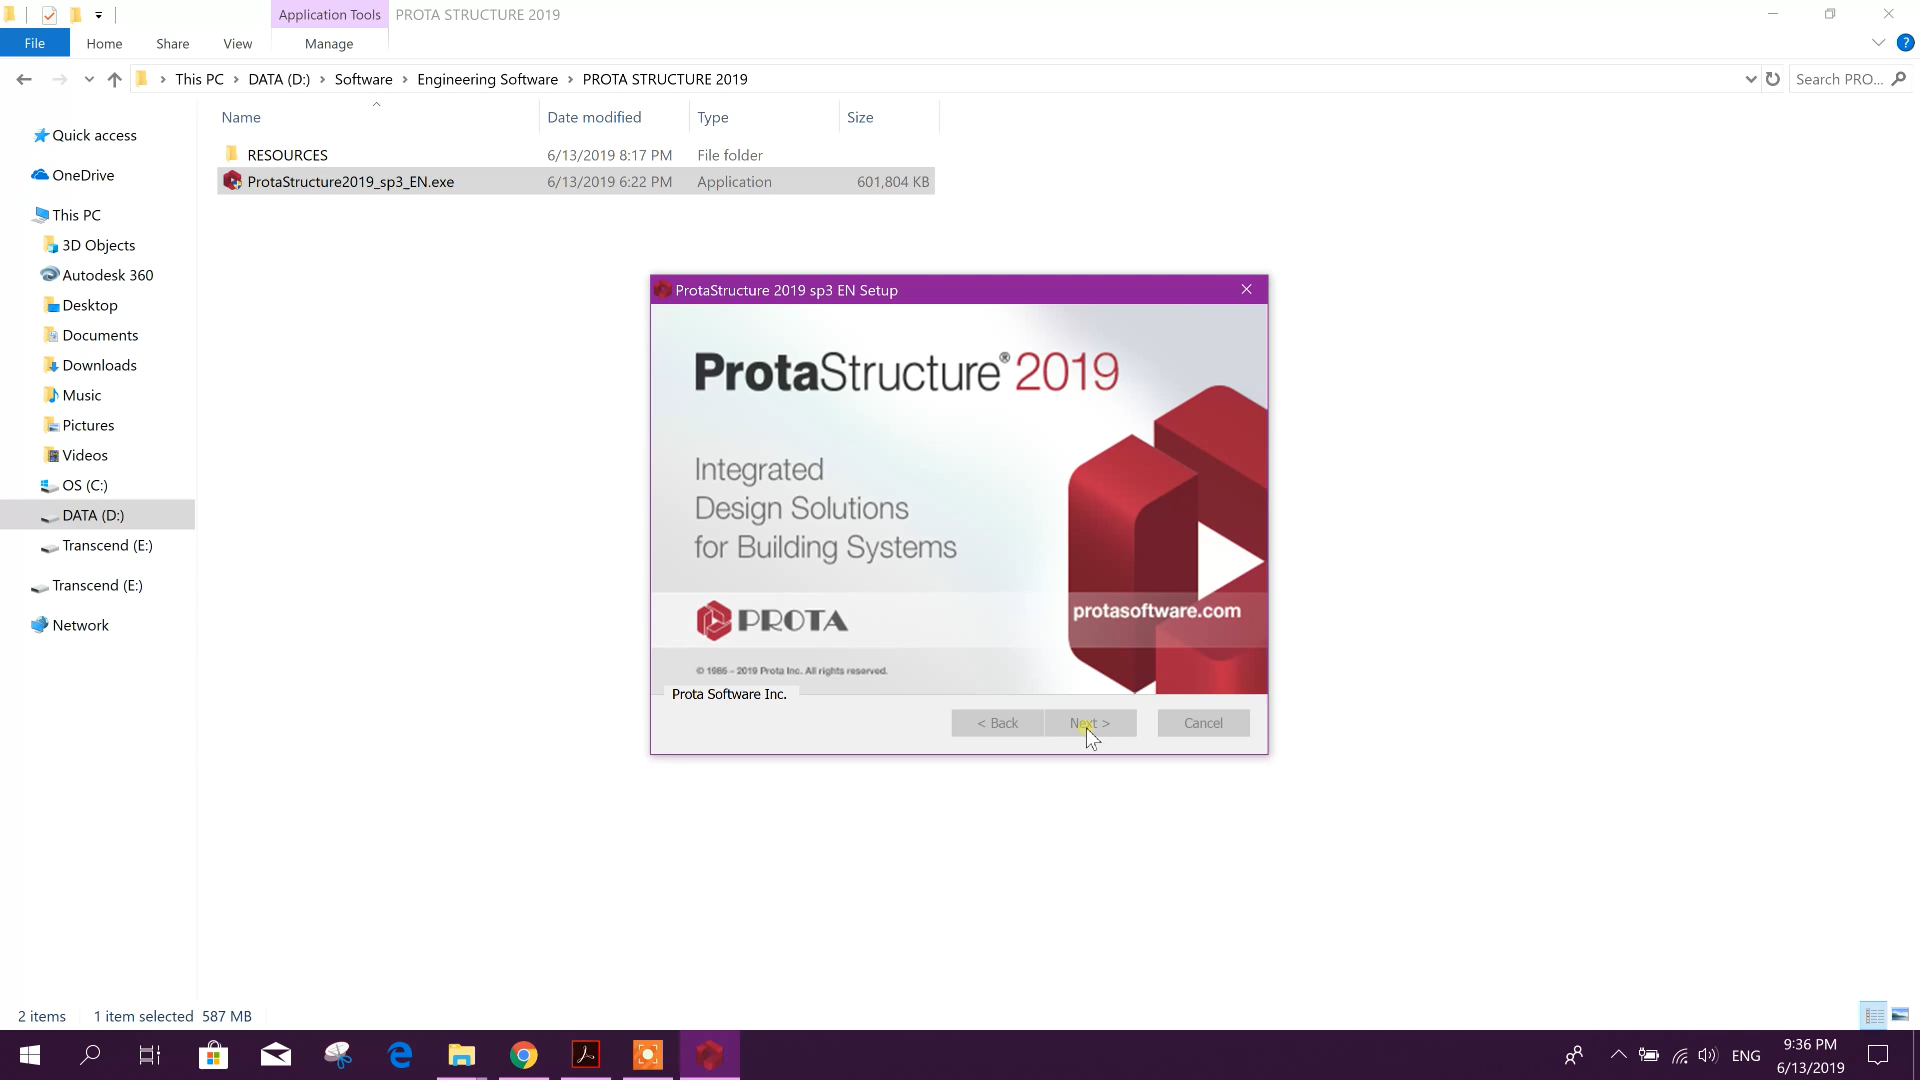 Application Tools
PROTA STRUCTURE 2019
File
Home
Share
View
Manage
This PC
DATA (D:)
Software
Engineering Software
PROTA STRUCTURE 2019
Search PRO...
Name
Date modified
Type
Size
RESOURCES
6/13/2019 8:17 PM
File folder
ProtaStructure2019_sp3_EN.exe
6/13/2019 6:22 PM
Application
601,804 KB
Quick access
OneDrive
This PC
3D Objects
Autodesk 360
Desktop
Documents
Downloads
Music
Pictures
Videos
OS (C:)
DATA (D:)
Transcend (E:)
Transcend (E:)
Network
ProtaStructure 2019 sp3 EN Setup
ProtaStructure® 2019
Integrated
Design Solutions
for Building Systems
PROTA
protasoftware.com
© 1986 – 2019 Prota Inc. All rights reserved.
Prota Software Inc.
< Back
Next >
Cancel
2 items
1 item selected 587 MB
ENG
9:36 PM
6/13/2019